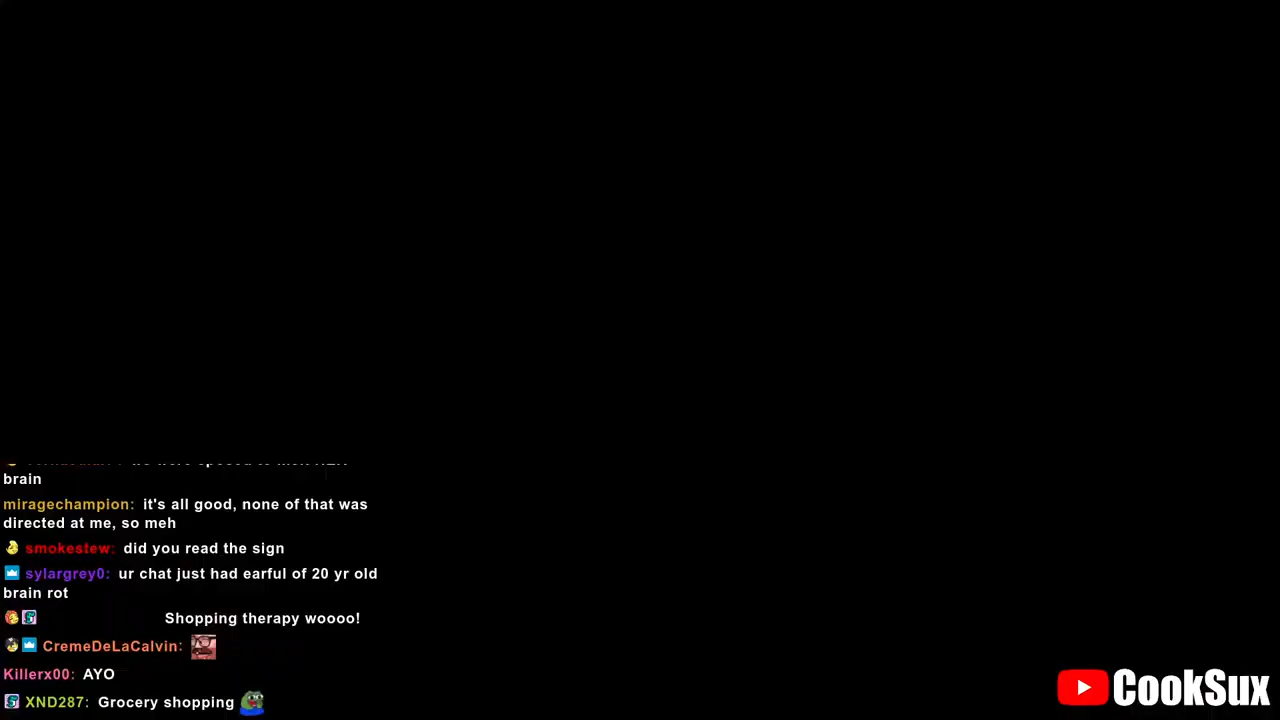 brain
miragechampion: it's all good, none of that was
directed at me, so meh
smokestew: did you read the sign
sylargrey0: ur chat just had earful of 20 yr old
brain rot
Shopping therapy woooo!
CremeDeLaCalvin:
Killerx00: AYO
XND287: Grocery shopping
CookSux